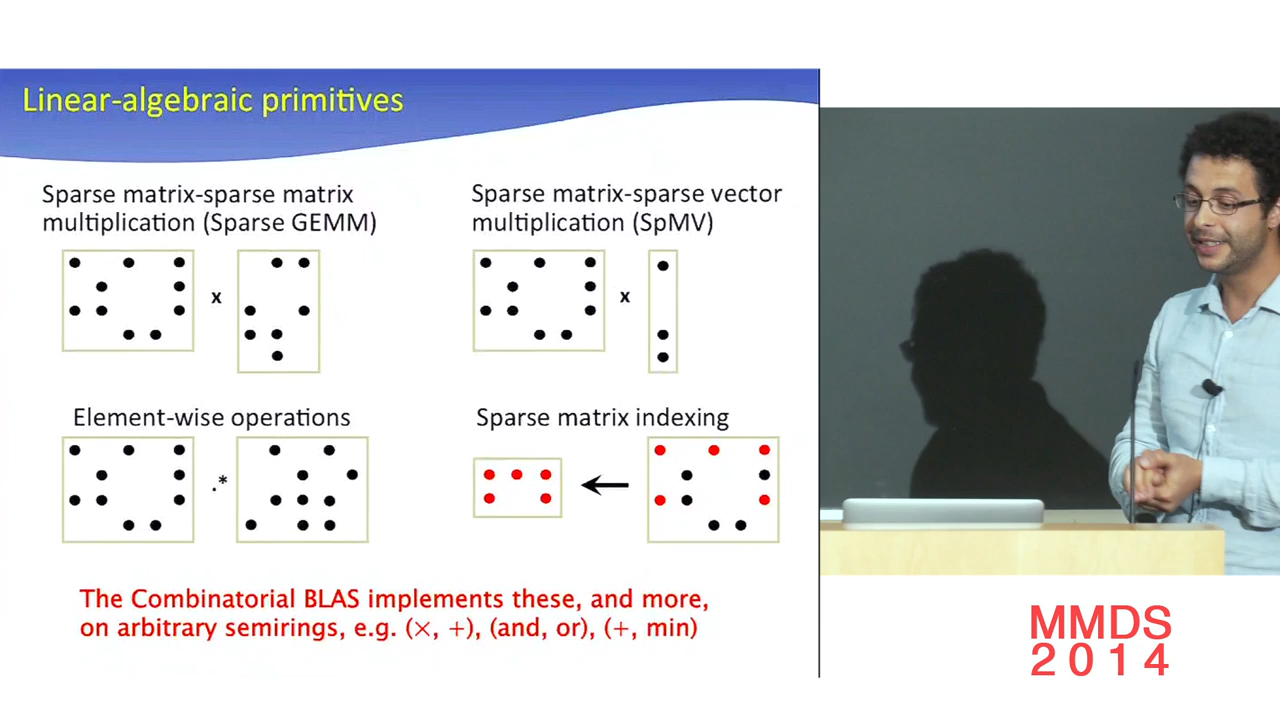 Linear-algebraic primitives
Sparse matrix-sparse matrix
multiplication (Sparse GEMM)
x
Sparse matrix-sparse vector
multiplication (SpMV)
x
Element-wise operations
.*
Sparse matrix indexing
The Combinatorial BLAS implements these, and more,
on arbitrary semirings, e.g. (×, +), (and, or), (+, min)
MMDS
2014